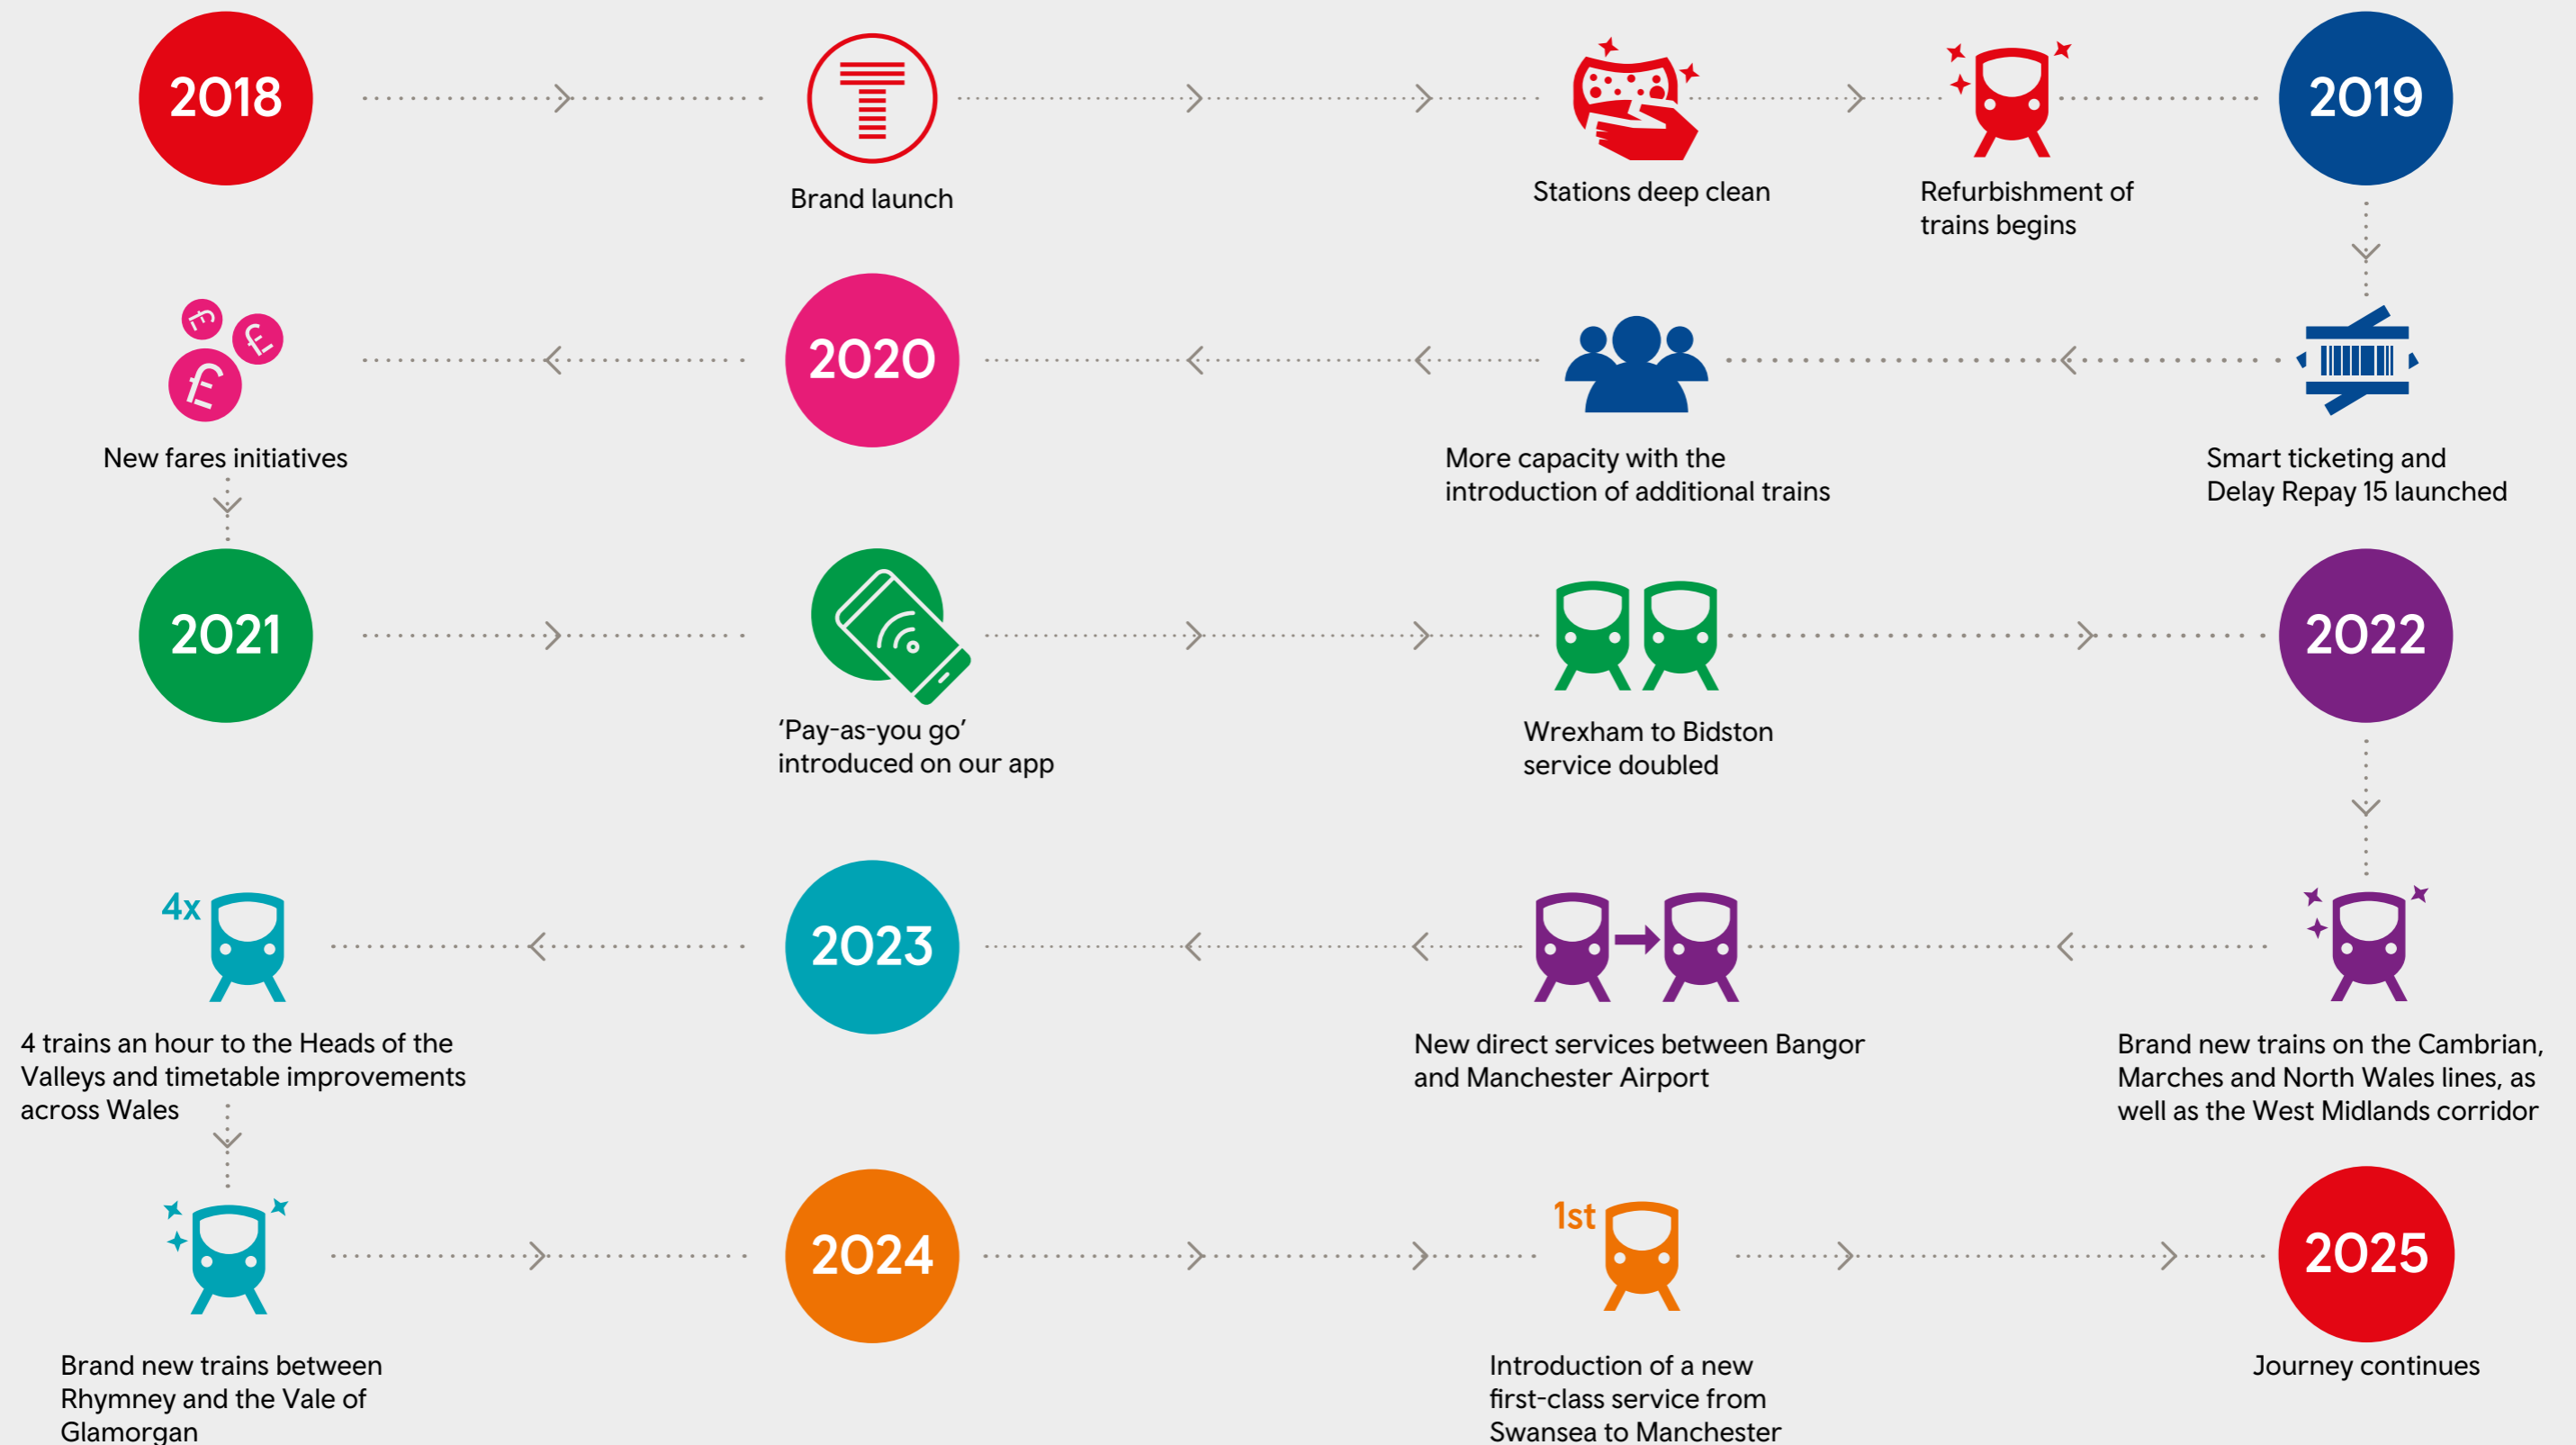 2018
Brand launch
Stations deep clean
Refurbishment of
trains begins
2019
Smart ticketing and
Delay Repay 15 launched
More capacity with the
introduction of additional trains
2020
£
£
£
New fares initiatives
2021
‘Pay-as-you go’
introduced on our app
Wrexham to Bidston
service doubled
2022
Brand new trains on the Cambrian,
Marches and North Wales lines, as
well as the West Midlands corridor
New direct services between Bangor
and Manchester Airport
2023
4x
4 trains an hour to the Heads of the
Valleys and timetable improvements
across Wales
Brand new trains between
Rhymney and the Vale of
Glamorgan
2024
1st
Introduction of a new
first-class service from
Swansea to Manchester
2025
Journey continues